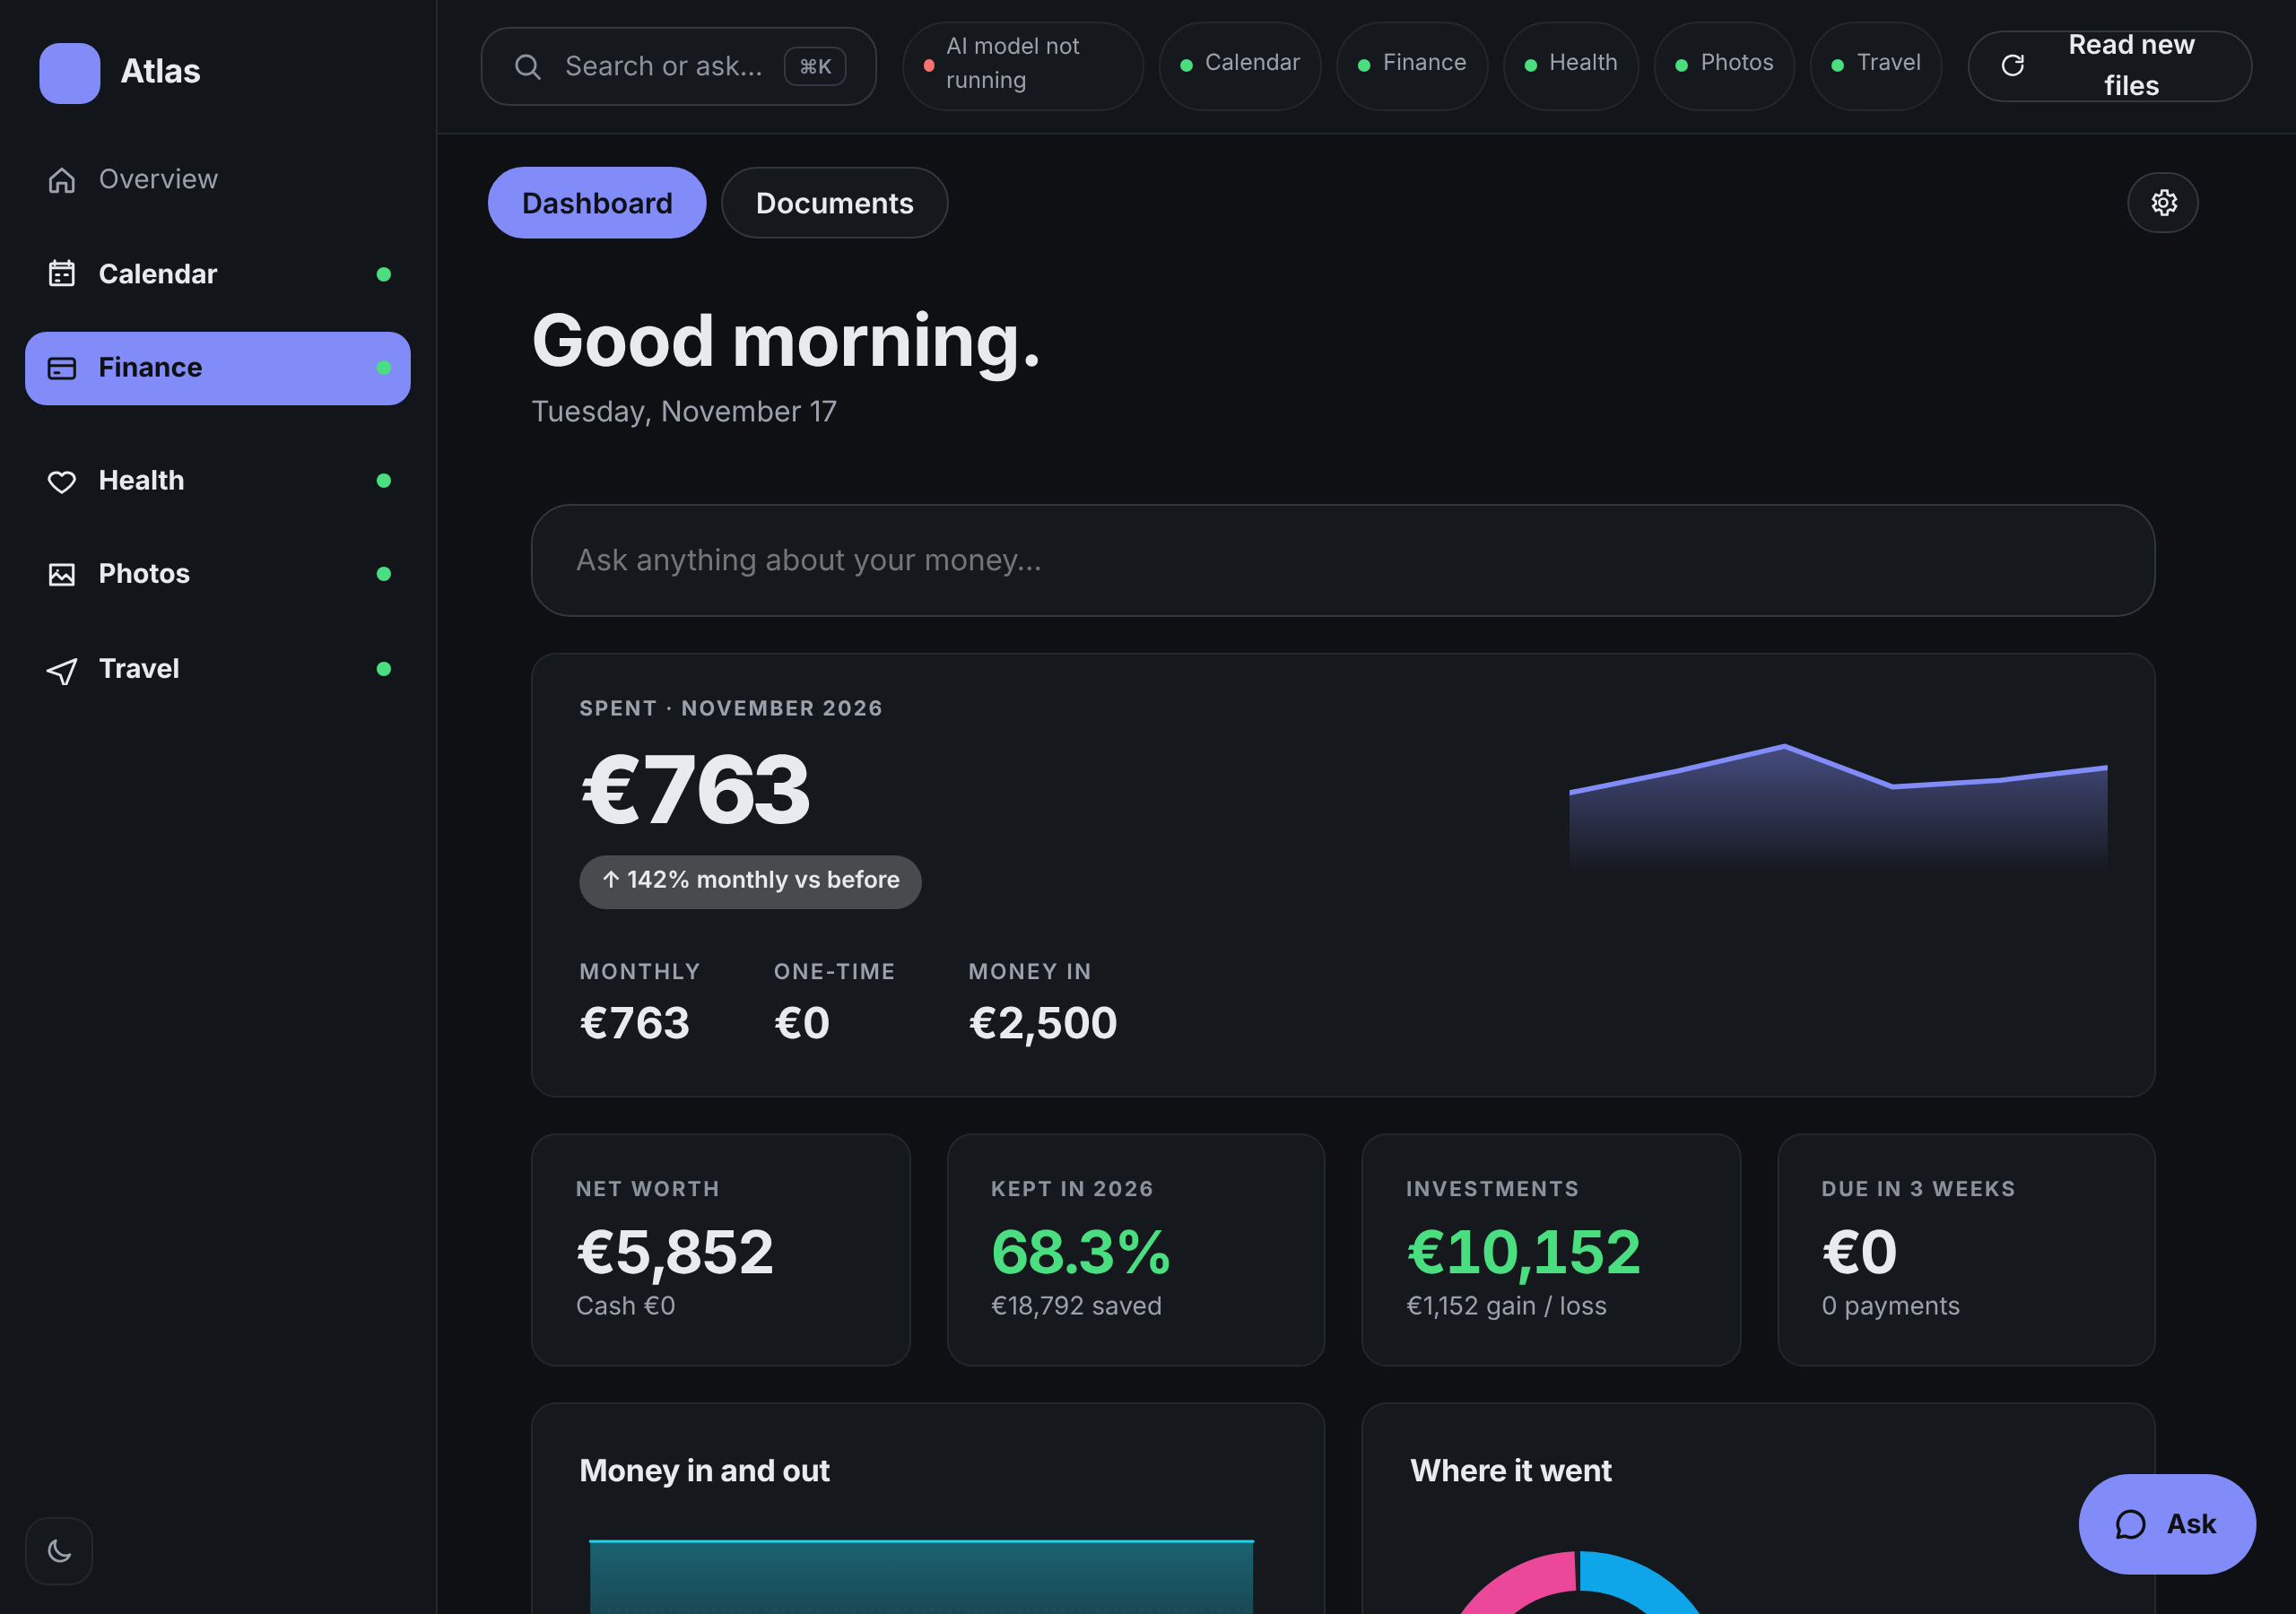 Atlas
Search or ask...
⌘K
AI model not
running
Calendar
Finance
Health
Photos
Travel
Read new
files
Overview
Calendar
Finance
Health
Photos
Travel
Dashboard
Documents
Good morning.
Tuesday, November 17
Ask anything about your money...
SPENT · NOVEMBER 2026
€763
↑ 142% monthly vs before
MONTHLY
€763
ONE-TIME
€0
MONEY IN
€2,500
NET WORTH
€5,852
Cash €0
KEPT IN 2026
68.3%
€18,792 saved
INVESTMENTS
€10,152
€1,152 gain / loss
DUE IN 3 WEEKS
€0
0 payments
Money in and out
Where it went
Ask